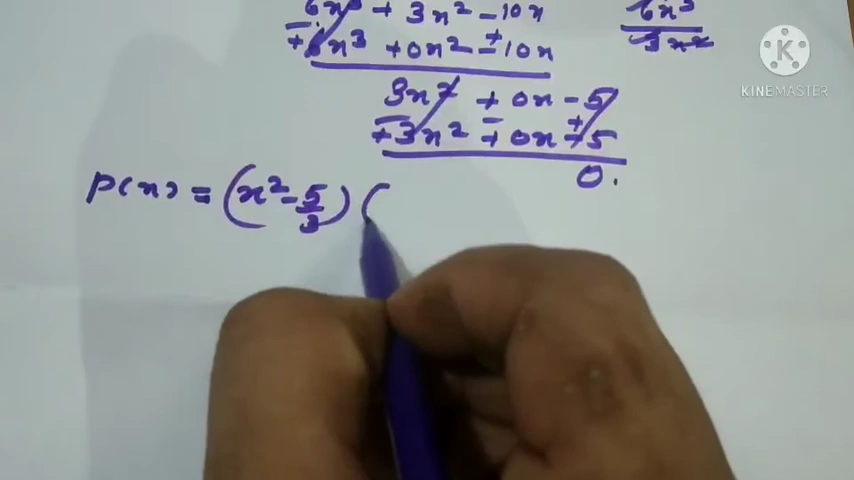 6x³ + 3x² - 10x
6x³
+6x³ + 0x² - 10x
3x²
KINEMASTER
3x² + 0x - 5
+3x² + 0x - 5
0.
P(x) = (x² - 5/3) (